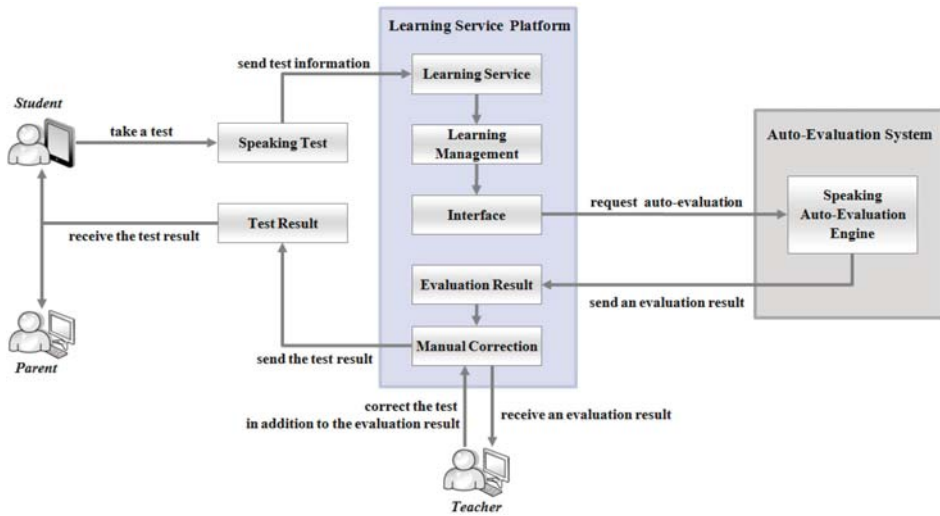 Learning Service Platform
send test information
Learning Service
Student
take a test
Speaking Test
Learning
Management
Auto-Evaluation System
Interface
request auto-evaluation
Speaking
Auto-Evaluation
Engine
Test Result
receive the test result
Evaluation Result
send an evaluation result
Parent
send the test result
Manual Correction
correct the test
in addition to the evaluation result
receive an evaluation result
Teacher